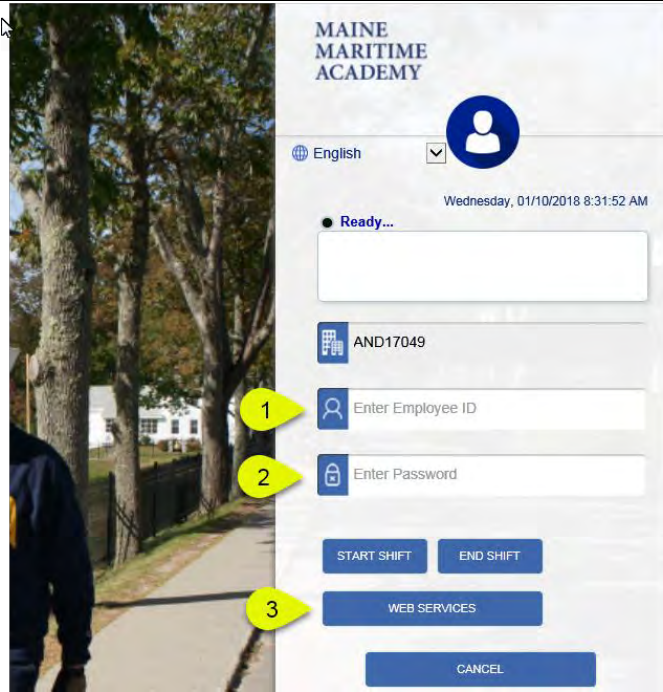 MAINE
MARITIME
ACADEMY
English
Wednesday, 01/10/2018 8:31:52 AM
Ready...
AND17049
1 Enter Employee ID
2 Enter Password
START SHIFT END SHIFT
3 WEB SERVICES
CANCEL